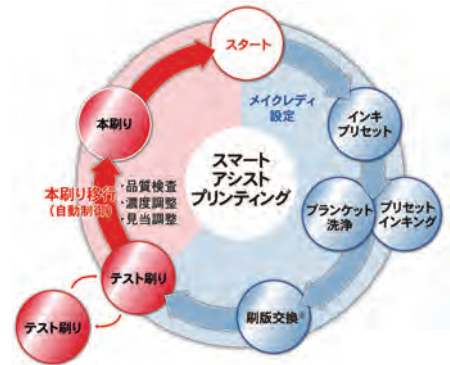 スタート
メイクレディ
設定
インキ
プリセット
ブランケット
洗浄
プリセット
インキング
刷版交換※
テスト刷り
テスト刷り
本刷り移行
(自動制御)
・品質検査
・濃度調整
・見当調整
本刷り
スマート
アシスト
プリンティング